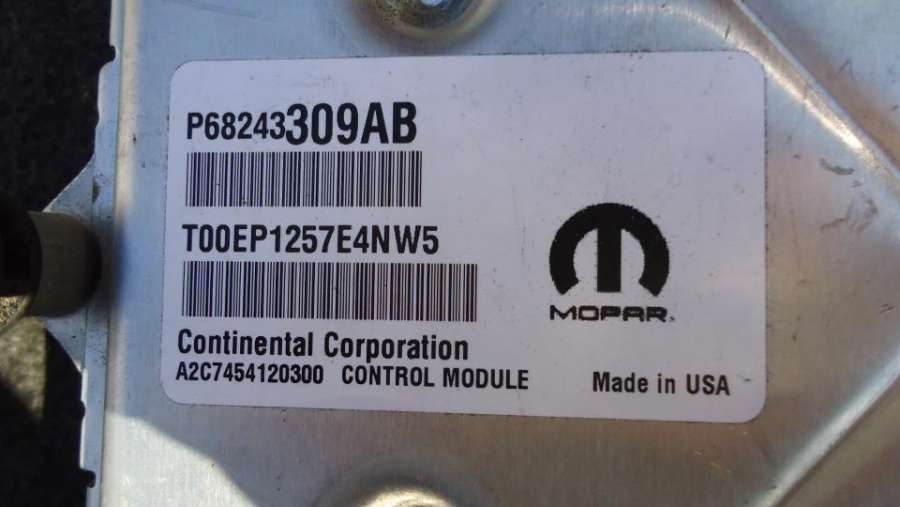 P68243309AB
T00EP1257E4NW5
MOPAR®
Continental Corporation
A2C7454120300 CONTROL MODULE
Made in USA